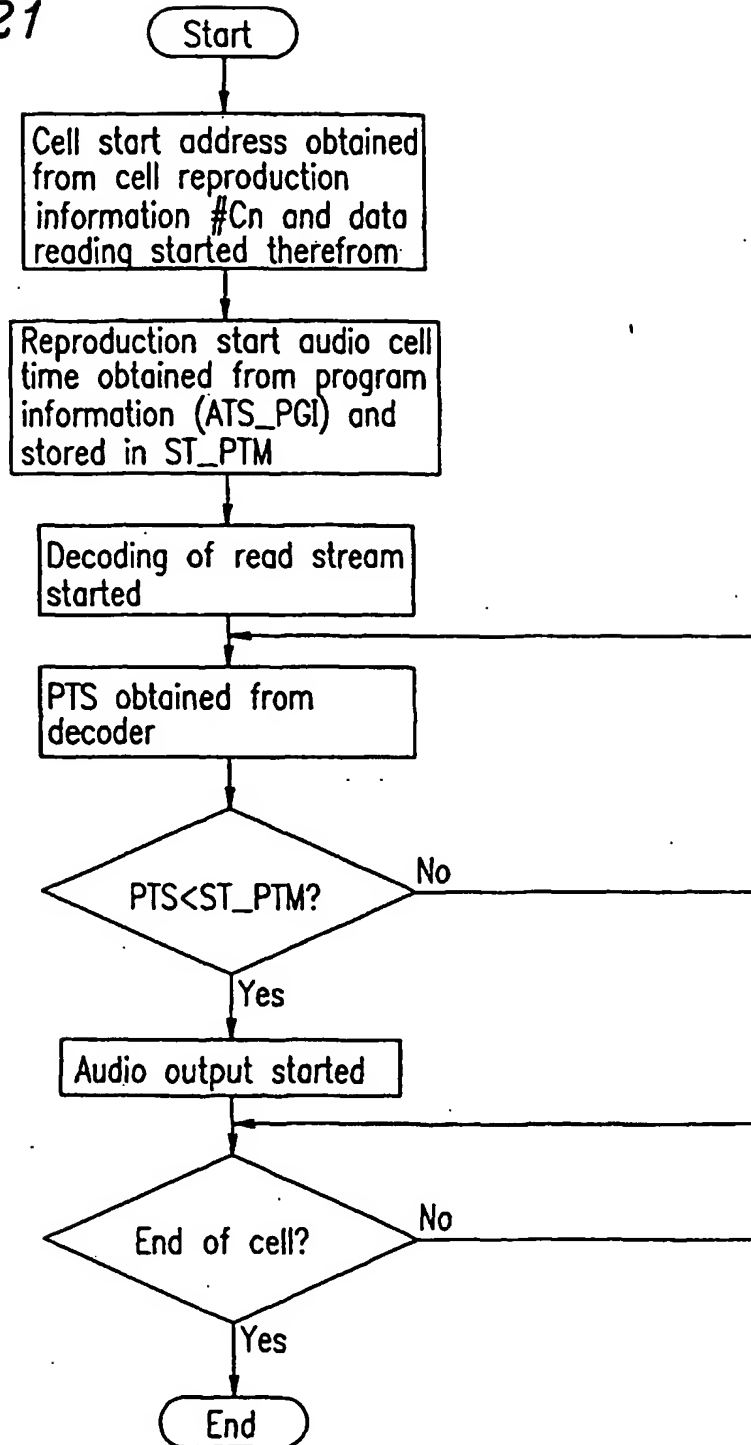 21
Start
Cell start address obtained
from cell reproduction
information #Cn and data
reading started therefrom
Reproduction start audio cell
time obtained from program
information (ATS_PGI) and
stored in ST_PTM
Decoding of read stream
started
PTS obtained from
decoder
PTS<ST_PTM?
No
Yes
Audio output started
End of cell?
No
Yes
End